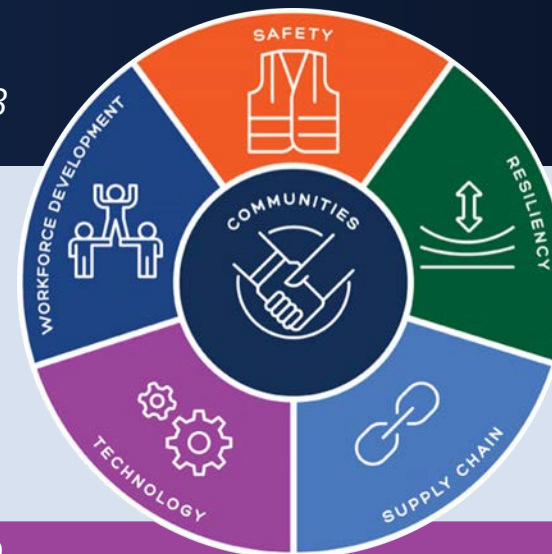 SAFETY
RESILIENCY
SUPPLY CHAIN
TECHNOLOGY
WORKFORCE DEVELOPMENT
COMMUNITIES